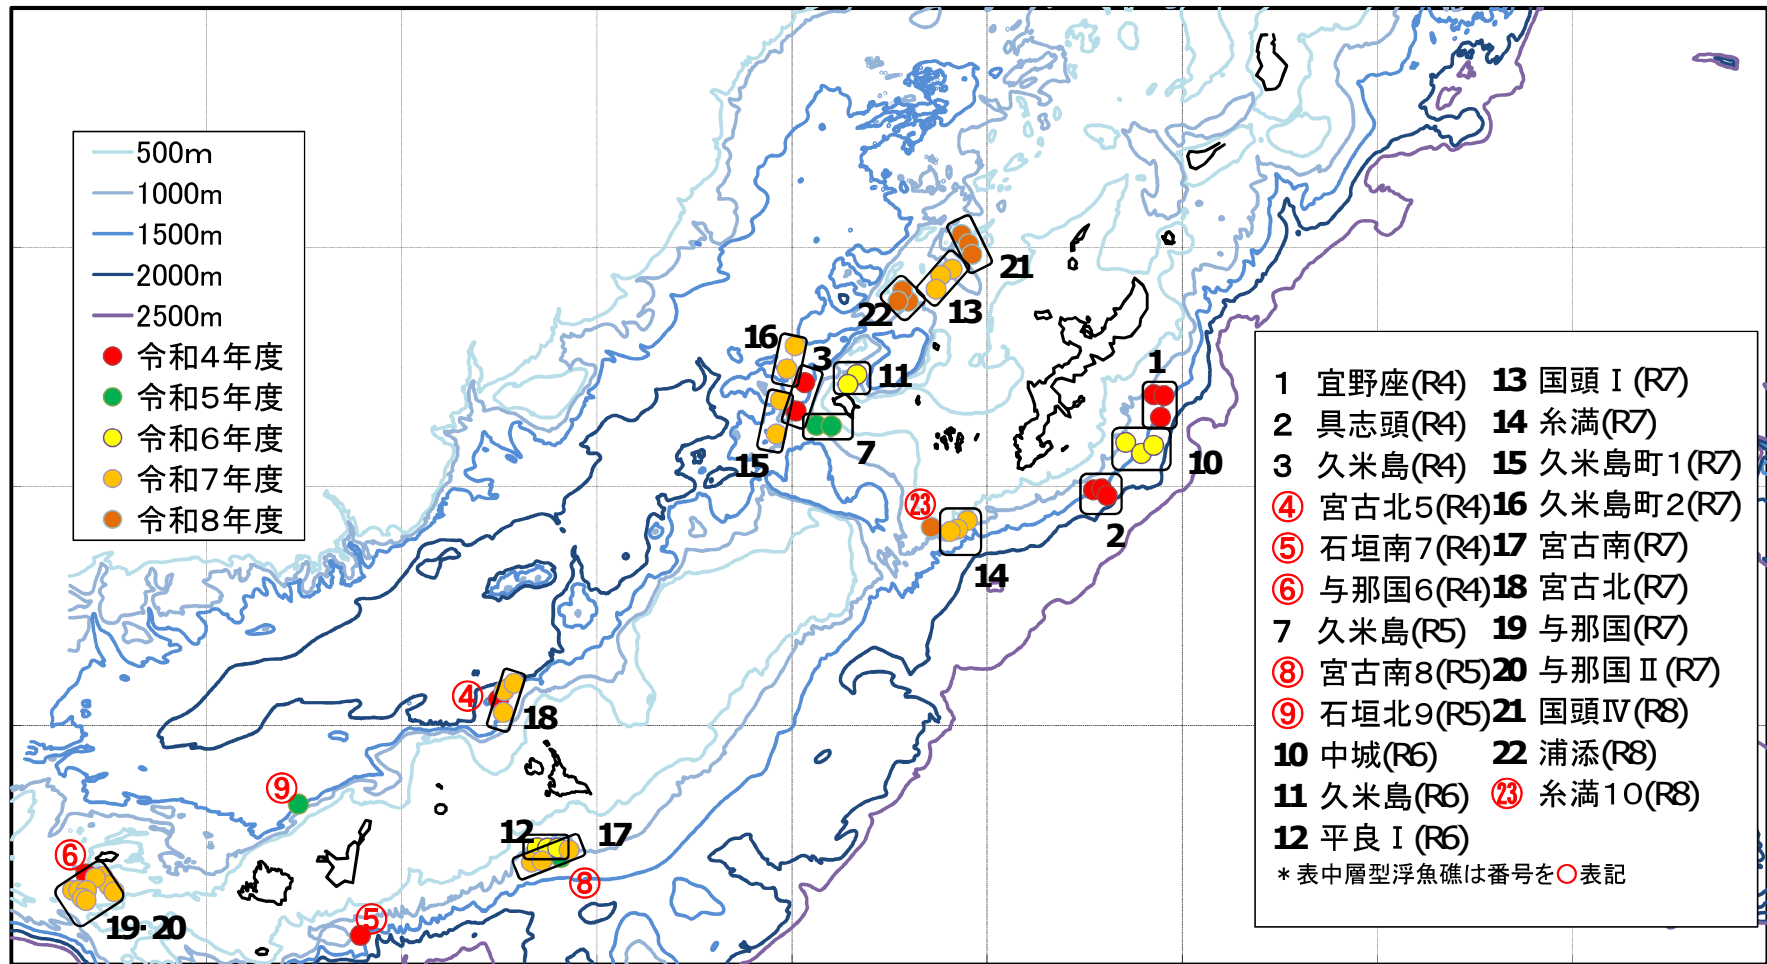 500m
1000m
1500m
2000m
2500m
令和4年度
令和5年度
令和6年度
令和7年度
令和8年度
21
13
22
16
3
11
15
7
1
10
2
㉓
14
④
18
⑨
⑥
19・20
12
17
⑧
⑤
1 宜野座(R4)
2 具志頭(R4)
3 久米島(R4)
④ 宮古北5(R4)
⑤ 石垣南7(R4)
⑥ 与那国6(R4)
7 久米島(R5)
⑧ 宮古南8(R5)
⑨ 石垣北9(R5)
10 中城(R6)
11 久米島(R6)
12 平良Ⅰ(R6)
13 国頭Ⅰ(R7)
14 糸満(R7)
15 久米島町1(R7)
16 久米島町2(R7)
17 宮古南(R7)
18 宮古北(R7)
19 与那国(R7)
20 与那国Ⅱ(R7)
21 国頭Ⅳ(R8)
22 浦添(R8)
㉓ 糸満10(R8)
*表中層型浮魚礁は番号を○表記